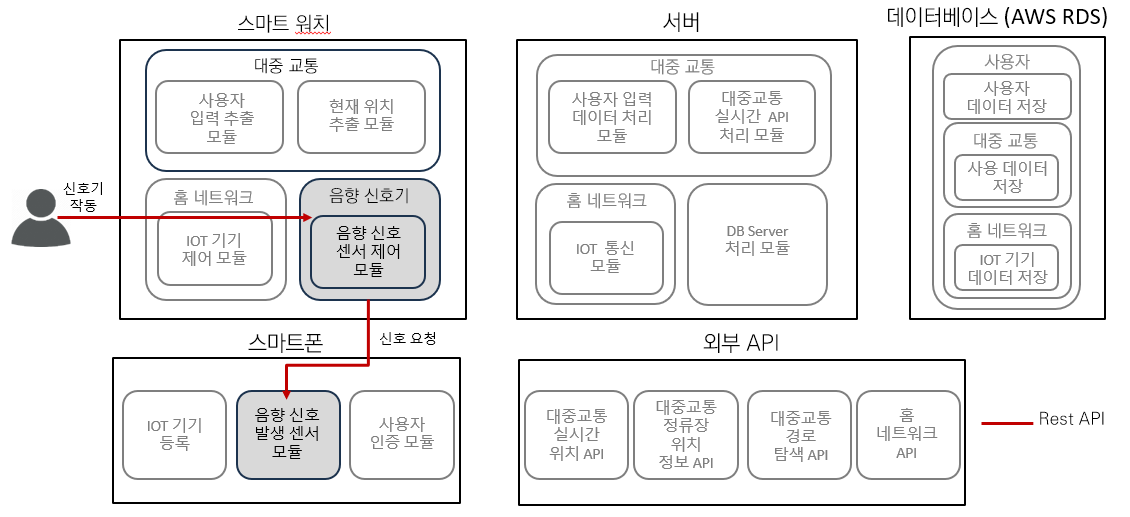 스마트 워치
대중 교통
사용자
입력 추출
모듈
현재 위치
추출 모듈
신호기
작동
홈 네트워크
IOT 기기
제어 모듈
음향 신호기
음향 신호
센서 제어
모듈
서버
대중 교통
사용자 입력
데이터 처리
모듈
대중교통
실시간 API
처리 모듈
홈 네트워크
IOT 통신
모듈
DB Server
처리 모듈
데이터베이스 (AWS RDS)
사용자
사용자
데이터 저장
대중 교통
사용 데이터
저장
홈 네트워크
IOT 기기
데이터 저장
신호 요청
스마트폰
IOT 기기
등록
음향 신호
발생 센서
모듈
사용자
인증 모듈
외부 API
대중교통
실시간
위치 API
대중교통
정류장
위치
정보 API
대중교통
경로
탐색 API
홈
네트워크
API
Rest API